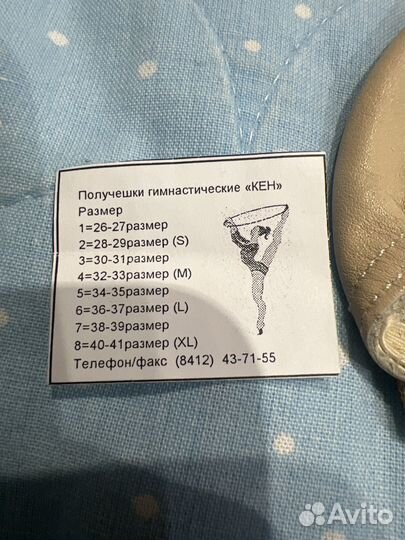 Получешки гимнастические «КЕН»
Размер
1=26-27размер
2=28-29размер (S)
3=30-31размер
4=32-33размер (M)
5=34-35размер
6=36-37размер (L)
7=38-39размер
8=40-41размер (XL)
Телефон/факс (8412) 43-71-55
Avito